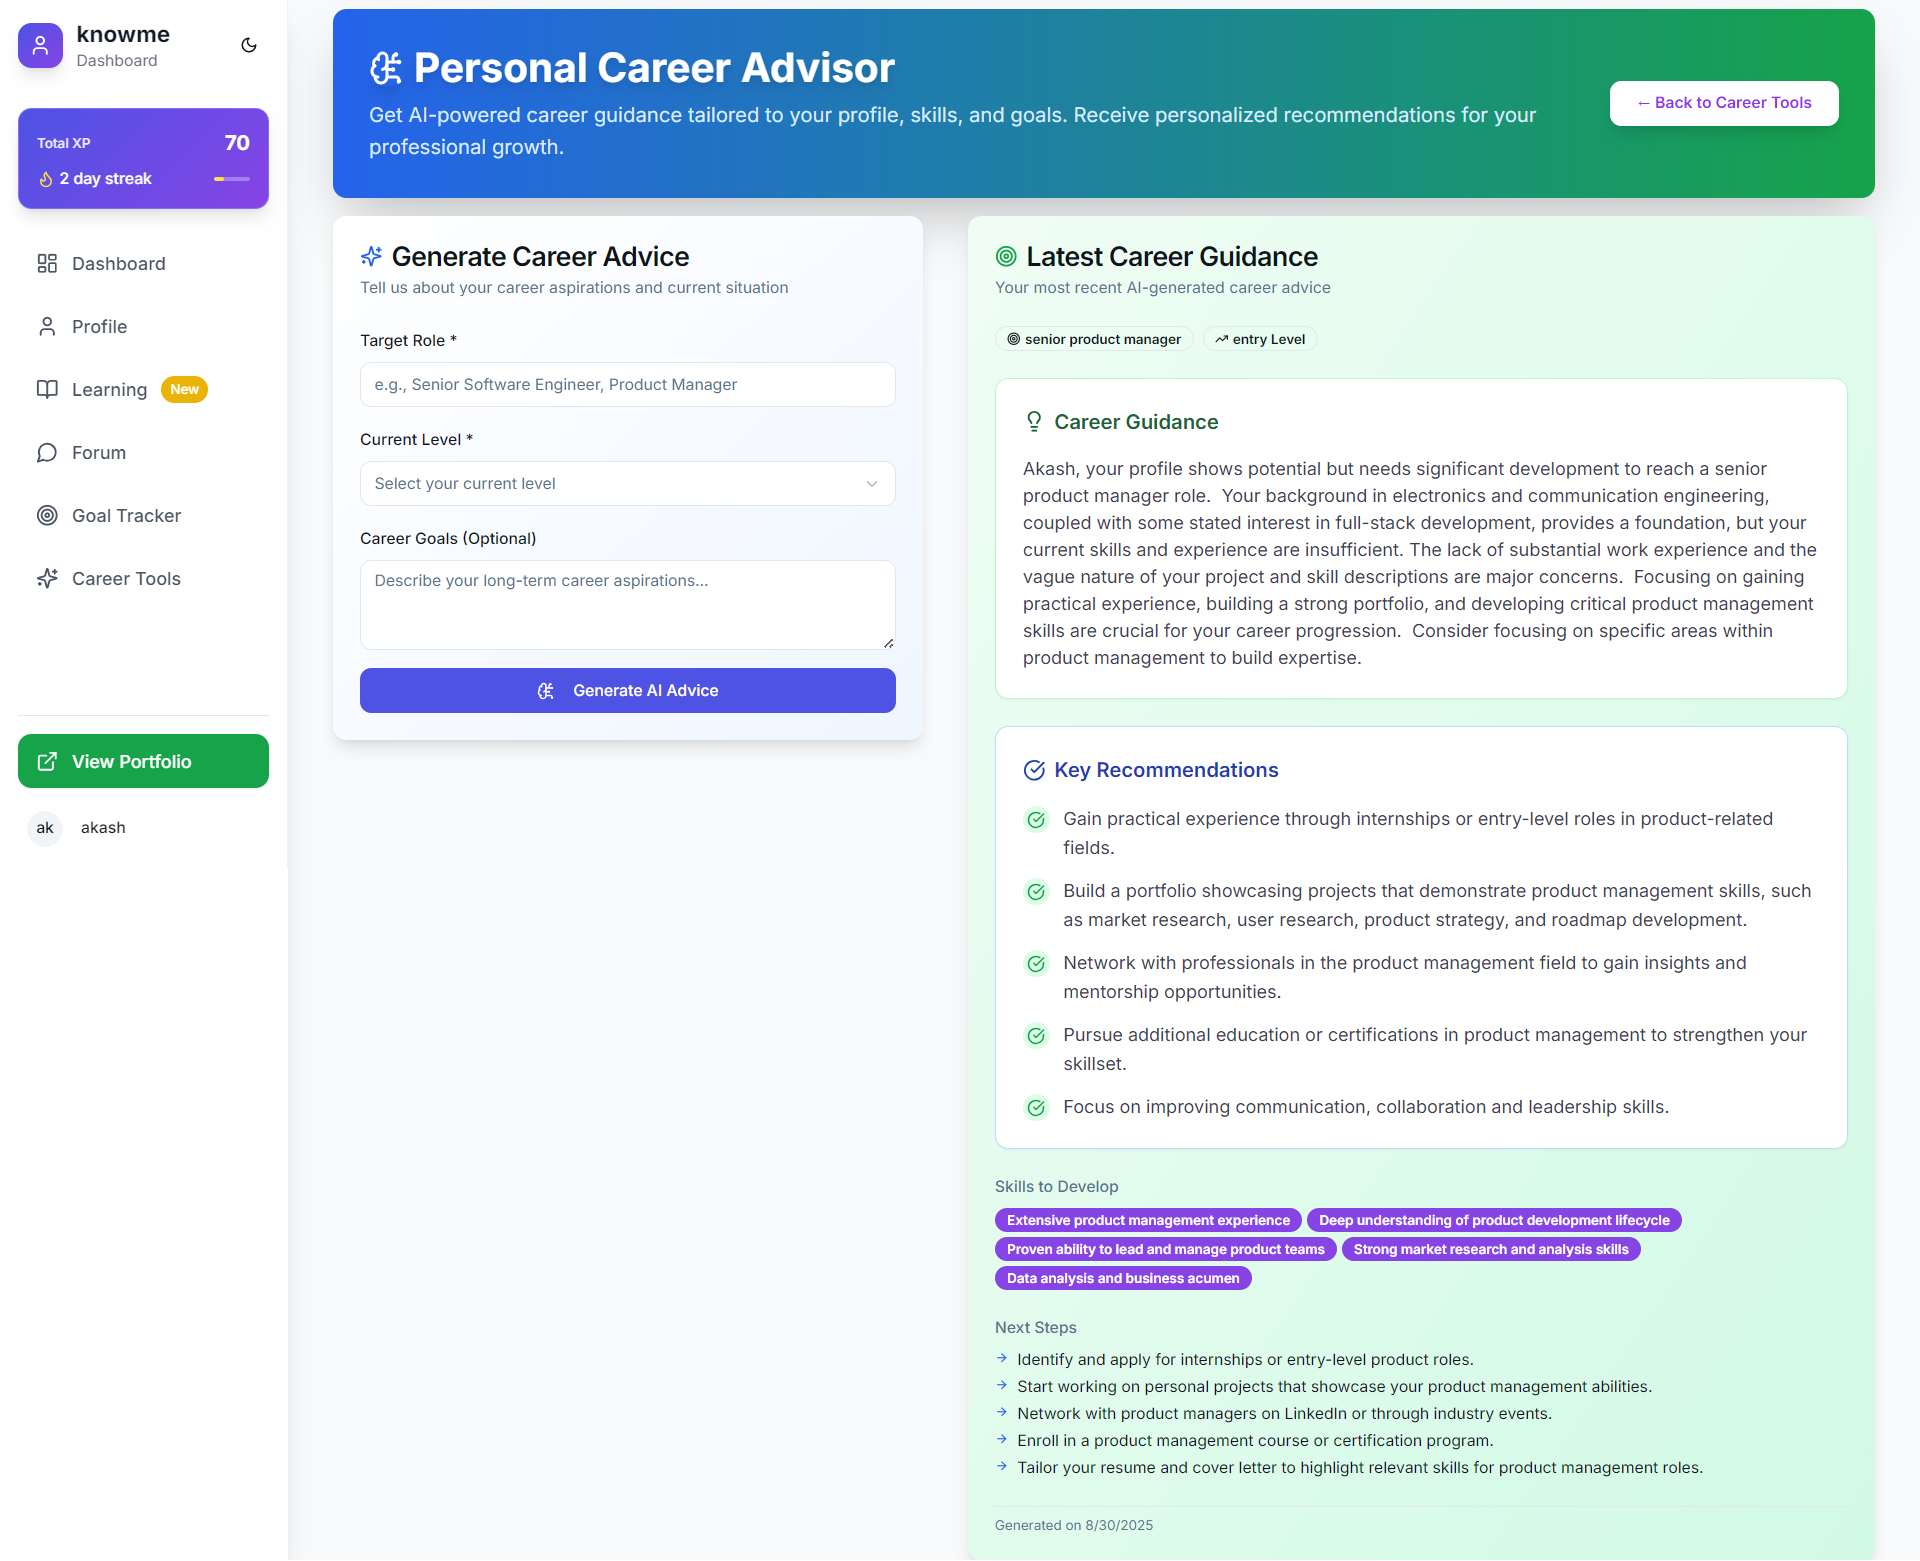 knowme
Dashboard
Total XP
70
2 day streak
Dashboard
Profile
Learning New
Forum
Goal Tracker
Career Tools
View Portfolio
ak akash
Personal Career Advisor
Get AI-powered career guidance tailored to your profile, skills, and goals. Receive personalized recommendations for your
professional growth.
← Back to Career Tools
Generate Career Advice
Tell us about your career aspirations and current situation
Target Role *
e.g., Senior Software Engineer, Product Manager
Current Level *
Select your current level
Career Goals (Optional)
Describe your long-term career aspirations...
Generate AI Advice
Latest Career Guidance
Your most recent AI-generated career advice
senior product manager entry Level
Career Guidance
Akash, your profile shows potential but needs significant development to reach a senior
product manager role. Your background in electronics and communication engineering,
coupled with some stated interest in full-stack development, provides a foundation, but your
current skills and experience are insufficient. The lack of substantial work experience and the
vague nature of your project and skill descriptions are major concerns. Focusing on gaining
practical experience, building a strong portfolio, and developing critical product management
skills are crucial for your career progression. Consider focusing on specific areas within
product management to build expertise.
Key Recommendations
Gain practical experience through internships or entry-level roles in product-related
fields.
Build a portfolio showcasing projects that demonstrate product management skills, such
as market research, user research, product strategy, and roadmap development.
Network with professionals in the product management field to gain insights and
mentorship opportunities.
Pursue additional education or certifications in product management to strengthen your
skillset.
Focus on improving communication, collaboration and leadership skills.
Skills to Develop
Extensive product management experience Deep understanding of product development lifecycle
Proven ability to lead and manage product teams Strong market research and analysis skills
Data analysis and business acumen
Next Steps
→ Identify and apply for internships or entry-level product roles.
→ Start working on personal projects that showcase your product management abilities.
→ Network with product managers on LinkedIn or through industry events.
→ Enroll in a product management course or certification program.
→ Tailor your resume and cover letter to highlight relevant skills for product management roles.
Generated on 8/30/2025